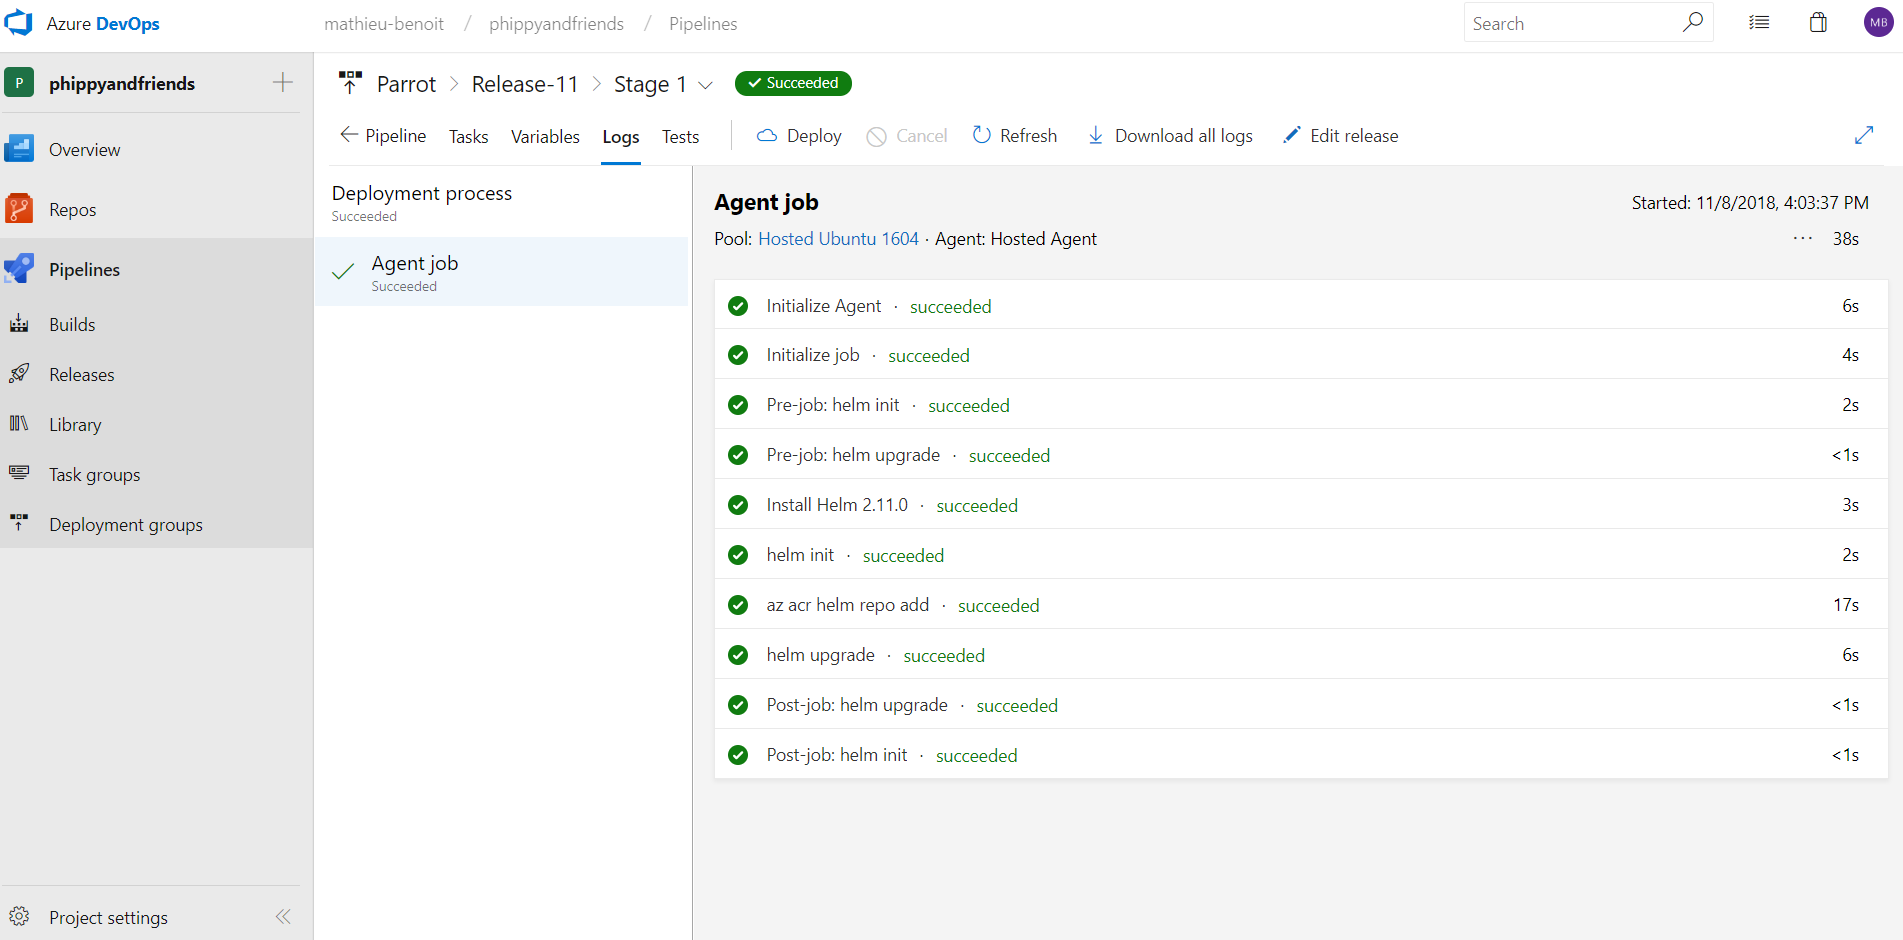 Azure DevOps
mathieu-benoit / phippyandfriends / Pipelines
Search
MB
P phippyandfriends
Overview
Repos
Pipelines
Builds
Releases
Library
Task groups
Deployment groups
Project settings
Parrot > Release-11 > Stage 1 Succeeded
Pipeline Tasks Variables Logs Tests Deploy Cancel Refresh Download all logs Edit release
Deployment process
Succeeded
Agent job
Succeeded
Agent job
Started: 11/8/2018, 4:03:37 PM
Pool: Hosted Ubuntu 1604 · Agent: Hosted Agent
··· 38s
Initialize Agent · succeeded 6s
Initialize job · succeeded 4s
Pre-job: helm init · succeeded 2s
Pre-job: helm upgrade · succeeded <1s
Install Helm 2.11.0 · succeeded 3s
helm init · succeeded 2s
az acr helm repo add · succeeded 17s
helm upgrade · succeeded 6s
Post-job: helm upgrade · succeeded <1s
Post-job: helm init · succeeded <1s